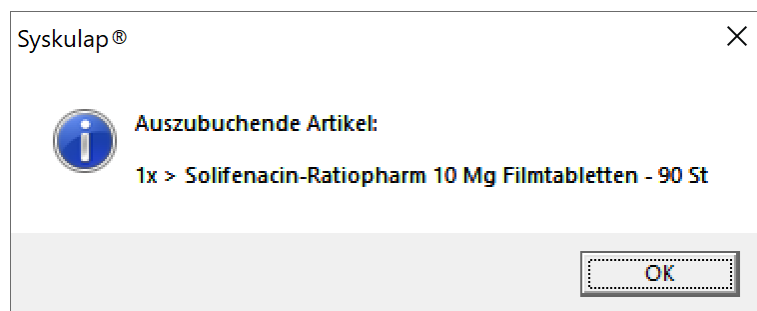 Syskulap®
Auszubuchende Artikel:
1x > Solifenacin-Ratiopharm 10 Mg Filmtabletten - 90 St
OK